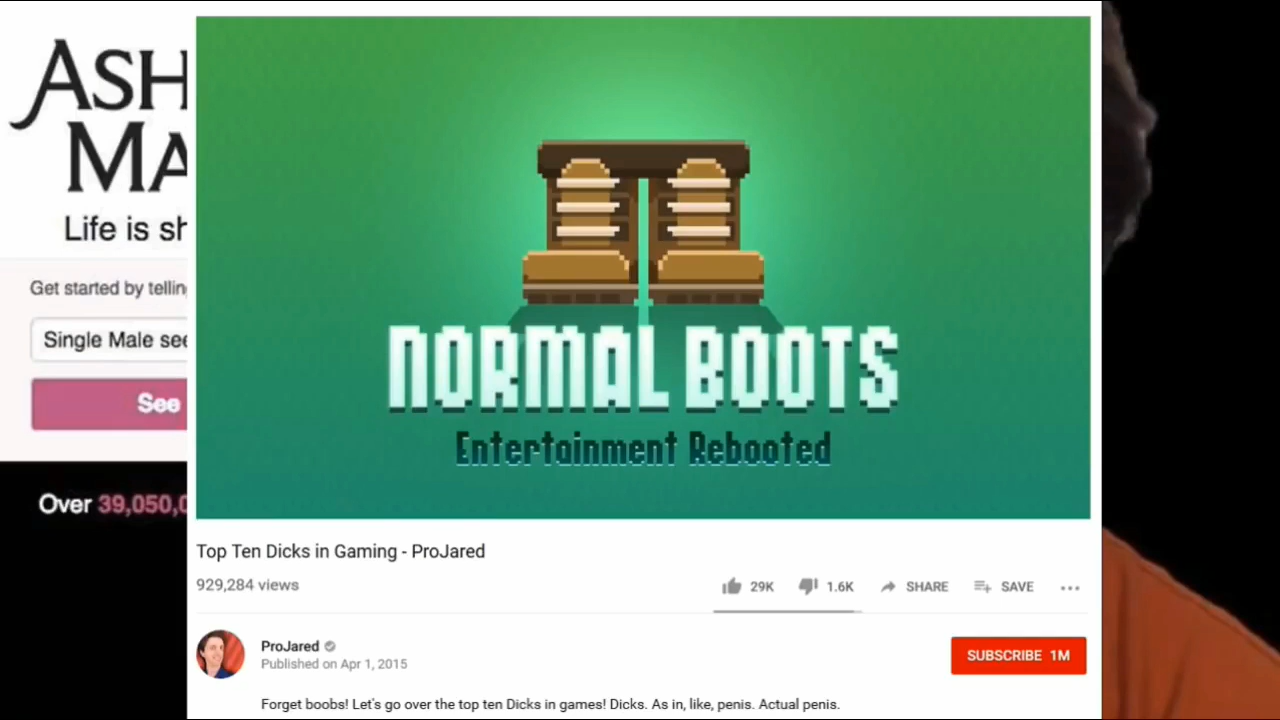 ASH
MA
Life is sh
Get started by tellin
Single Male see
See
Over 39,050,0
NORMAL BOOTS
Entertainment Rebooted
Top Ten Dicks in Gaming - ProJared
929,284 views
29K
1.6K
SHARE
SAVE
ProJared
Published on Apr 1, 2015
SUBSCRIBE 1M
Forget boobs! Let's go over the top ten Dicks in games! Dicks. As in, like, penis. Actual penis.